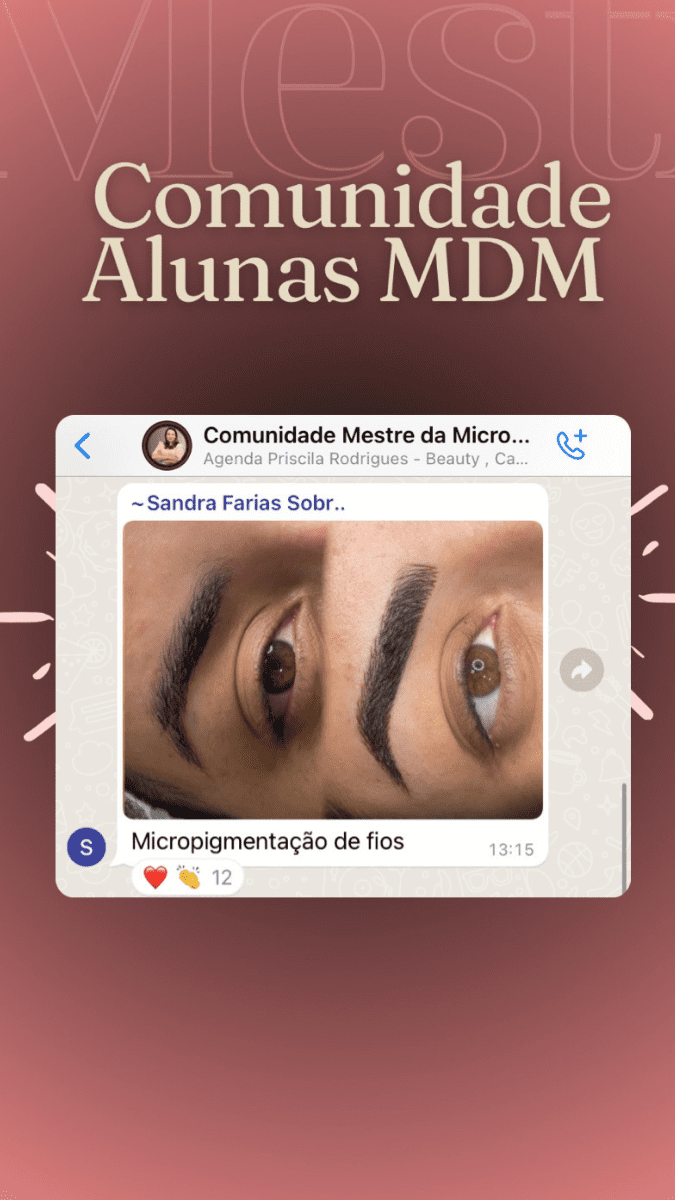 Mest
Comunidade
Alunas MDM
Comunidade Mestre da Micro...
Agenda Priscila Rodrigues - Beauty , Ca...
~Sandra Farias Sobr..
Micropigmentação de fios
13:15
S
12